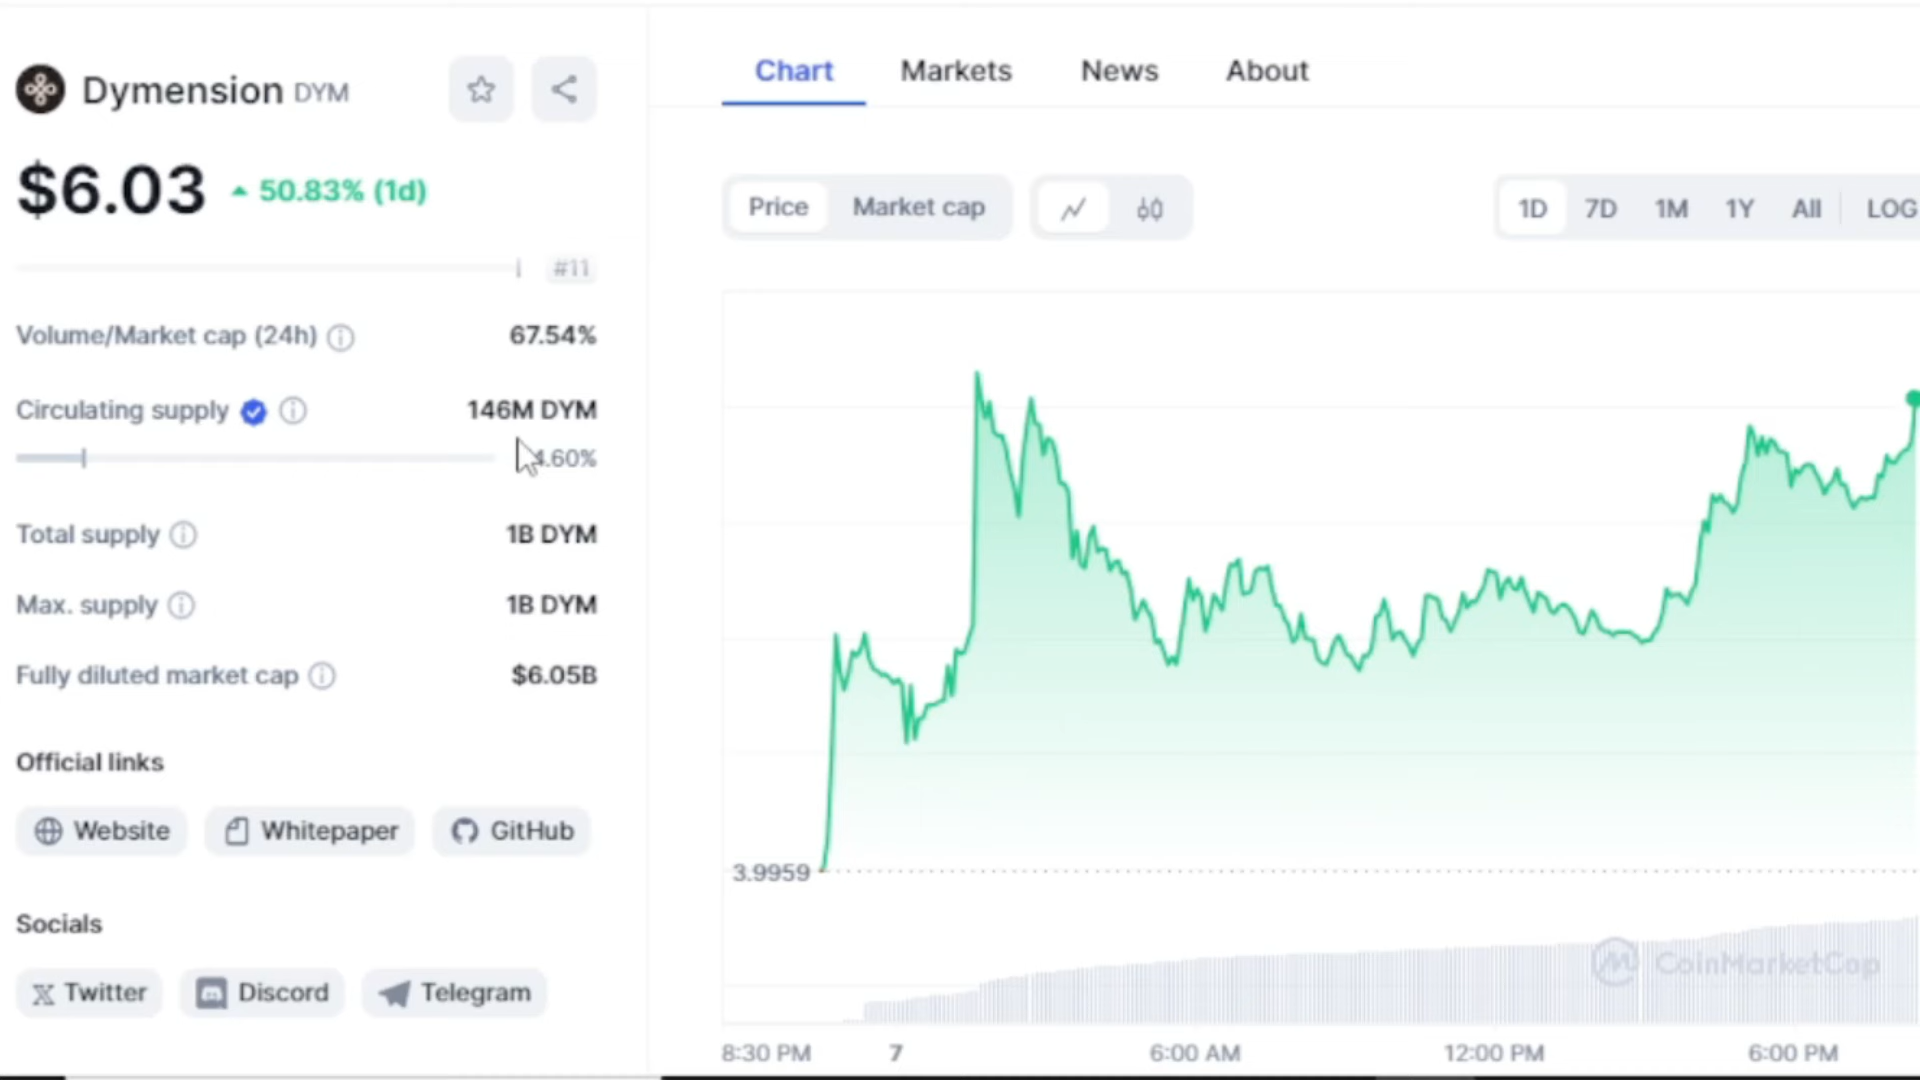 Dymension DYM
$6.03 50.83% (1d)
#11
Volume/Market cap (24h) 67.54%
Circulating supply 146M DYM
.60%
Total supply 1B DYM
Max. supply 1B DYM
Fully diluted market cap $6.05B
Official links
Website Whitepaper GitHub
Socials
Twitter Discord Telegram
Chart Markets News About
Price Market cap
1D 7D 1M 1Y All LOG
3.9959
CoinMarketCap
8:30 PM 7 6:00 AM 12:00 PM 6:00 PM